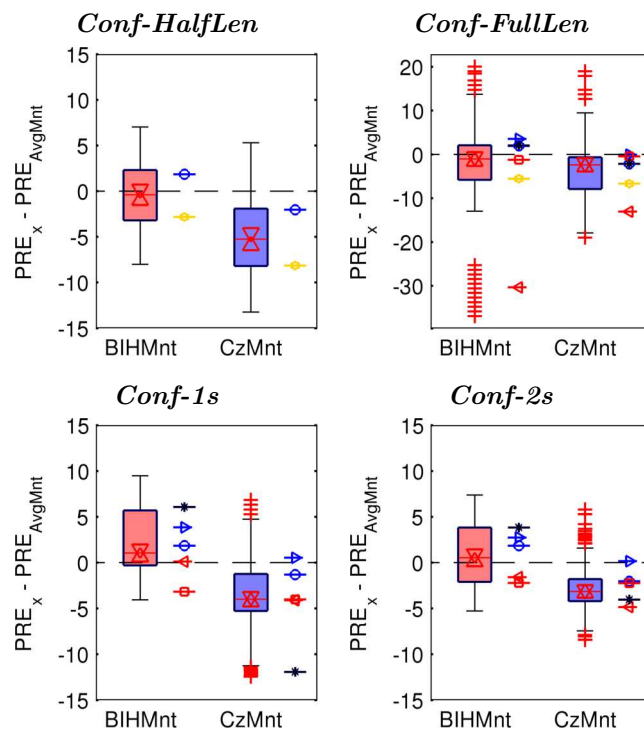 Conf-HalfLen
Conf-FullLen
15
10
5
0
-5
-10
-15
PREx - PREAvgMnt
BIHMnt
CzMnt
20
10
0
-10
-20
-30
PREx - PREAvgMnt
BIHMnt
CzMnt
Conf-1s
Conf-2s
15
10
5
0
-5
-10
-15
PREx - PREAvgMnt
BIHMnt
CzMnt
15
10
5
0
-5
-10
-15
PREx - PREAvgMnt
BIHMnt
CzMnt